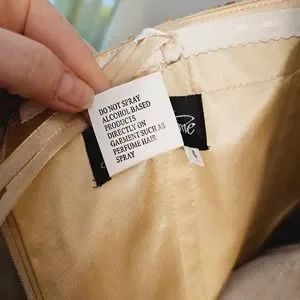 DO NOT SPRAY
ALCOHOL BASED
PRODUCTS
DIRECTLY ON
GARMENT SUCH AS
PERFUME HAIR
SPRAY
L